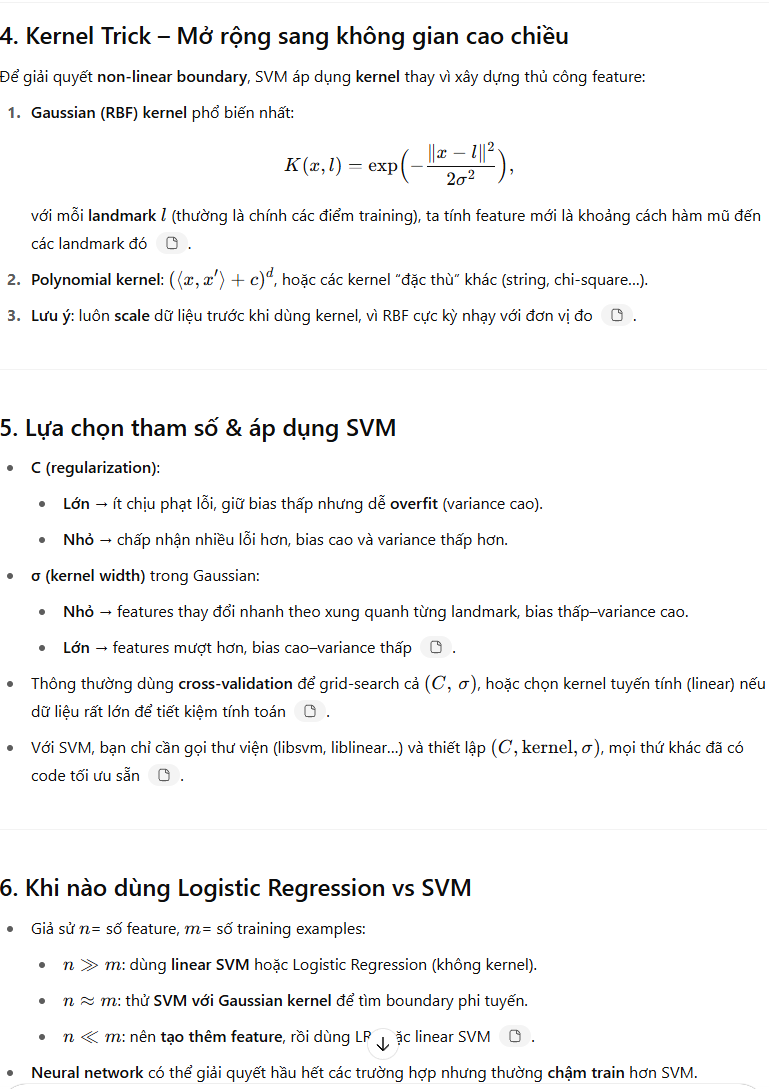 4. Kernel Trick – Mở rộng sang không gian cao chiều
Để giải quyết non-linear boundary, SVM áp dụng kernel thay vì xây dựng thủ công feature:
1. Gaussian (RBF) kernel phổ biến nhất:
K(x, l) = exp(−‖x − l‖² / 2σ²),
với mỗi landmark l (thường là chính các điểm training), ta tính feature mới là khoảng cách hàm mũ đến
các landmark đó .
2. Polynomial kernel: (⟨x, x′⟩ + c)ᵈ, hoặc các kernel “đặc thù” khác (string, chi-square…).
3. Lưu ý: luôn scale dữ liệu trước khi dùng kernel, vì RBF cực kỳ nhạy với đơn vị đo .
5. Lựa chọn tham số & áp dụng SVM
• C (regularization):
• Lớn → ít chịu phạt lỗi, giữ bias thấp nhưng dễ overfit (variance cao).
• Nhỏ → chấp nhận nhiều lỗi hơn, bias cao và variance thấp hơn.
• σ (kernel width) trong Gaussian:
• Nhỏ → features thay đổi nhanh theo xung quanh từng landmark, bias thấp–variance cao.
• Lớn → features mượt hơn, bias cao–variance thấp .
• Thông thường dùng cross-validation để grid-search cả (C, σ), hoặc chọn kernel tuyến tính (linear) nếu
dữ liệu rất lớn để tiết kiệm tính toán .
• Với SVM, bạn chỉ cần gọi thư viện (libsvm, liblinear…) và thiết lập (C, kernel, σ), mọi thứ khác đã có
code tối ưu sẵn .
6. Khi nào dùng Logistic Regression vs SVM
• Giả sử n= số feature, m= số training examples:
• n ≫ m: dùng linear SVM hoặc Logistic Regression (không kernel).
• n ≈ m: thử SVM với Gaussian kernel để tìm boundary phi tuyến.
• n ≪ m: nên tạo thêm feature, rồi dùng linear SVM .
• Neural network có thể giải quyết hầu hết các trường hợp nhưng thường chậm train hơn SVM.